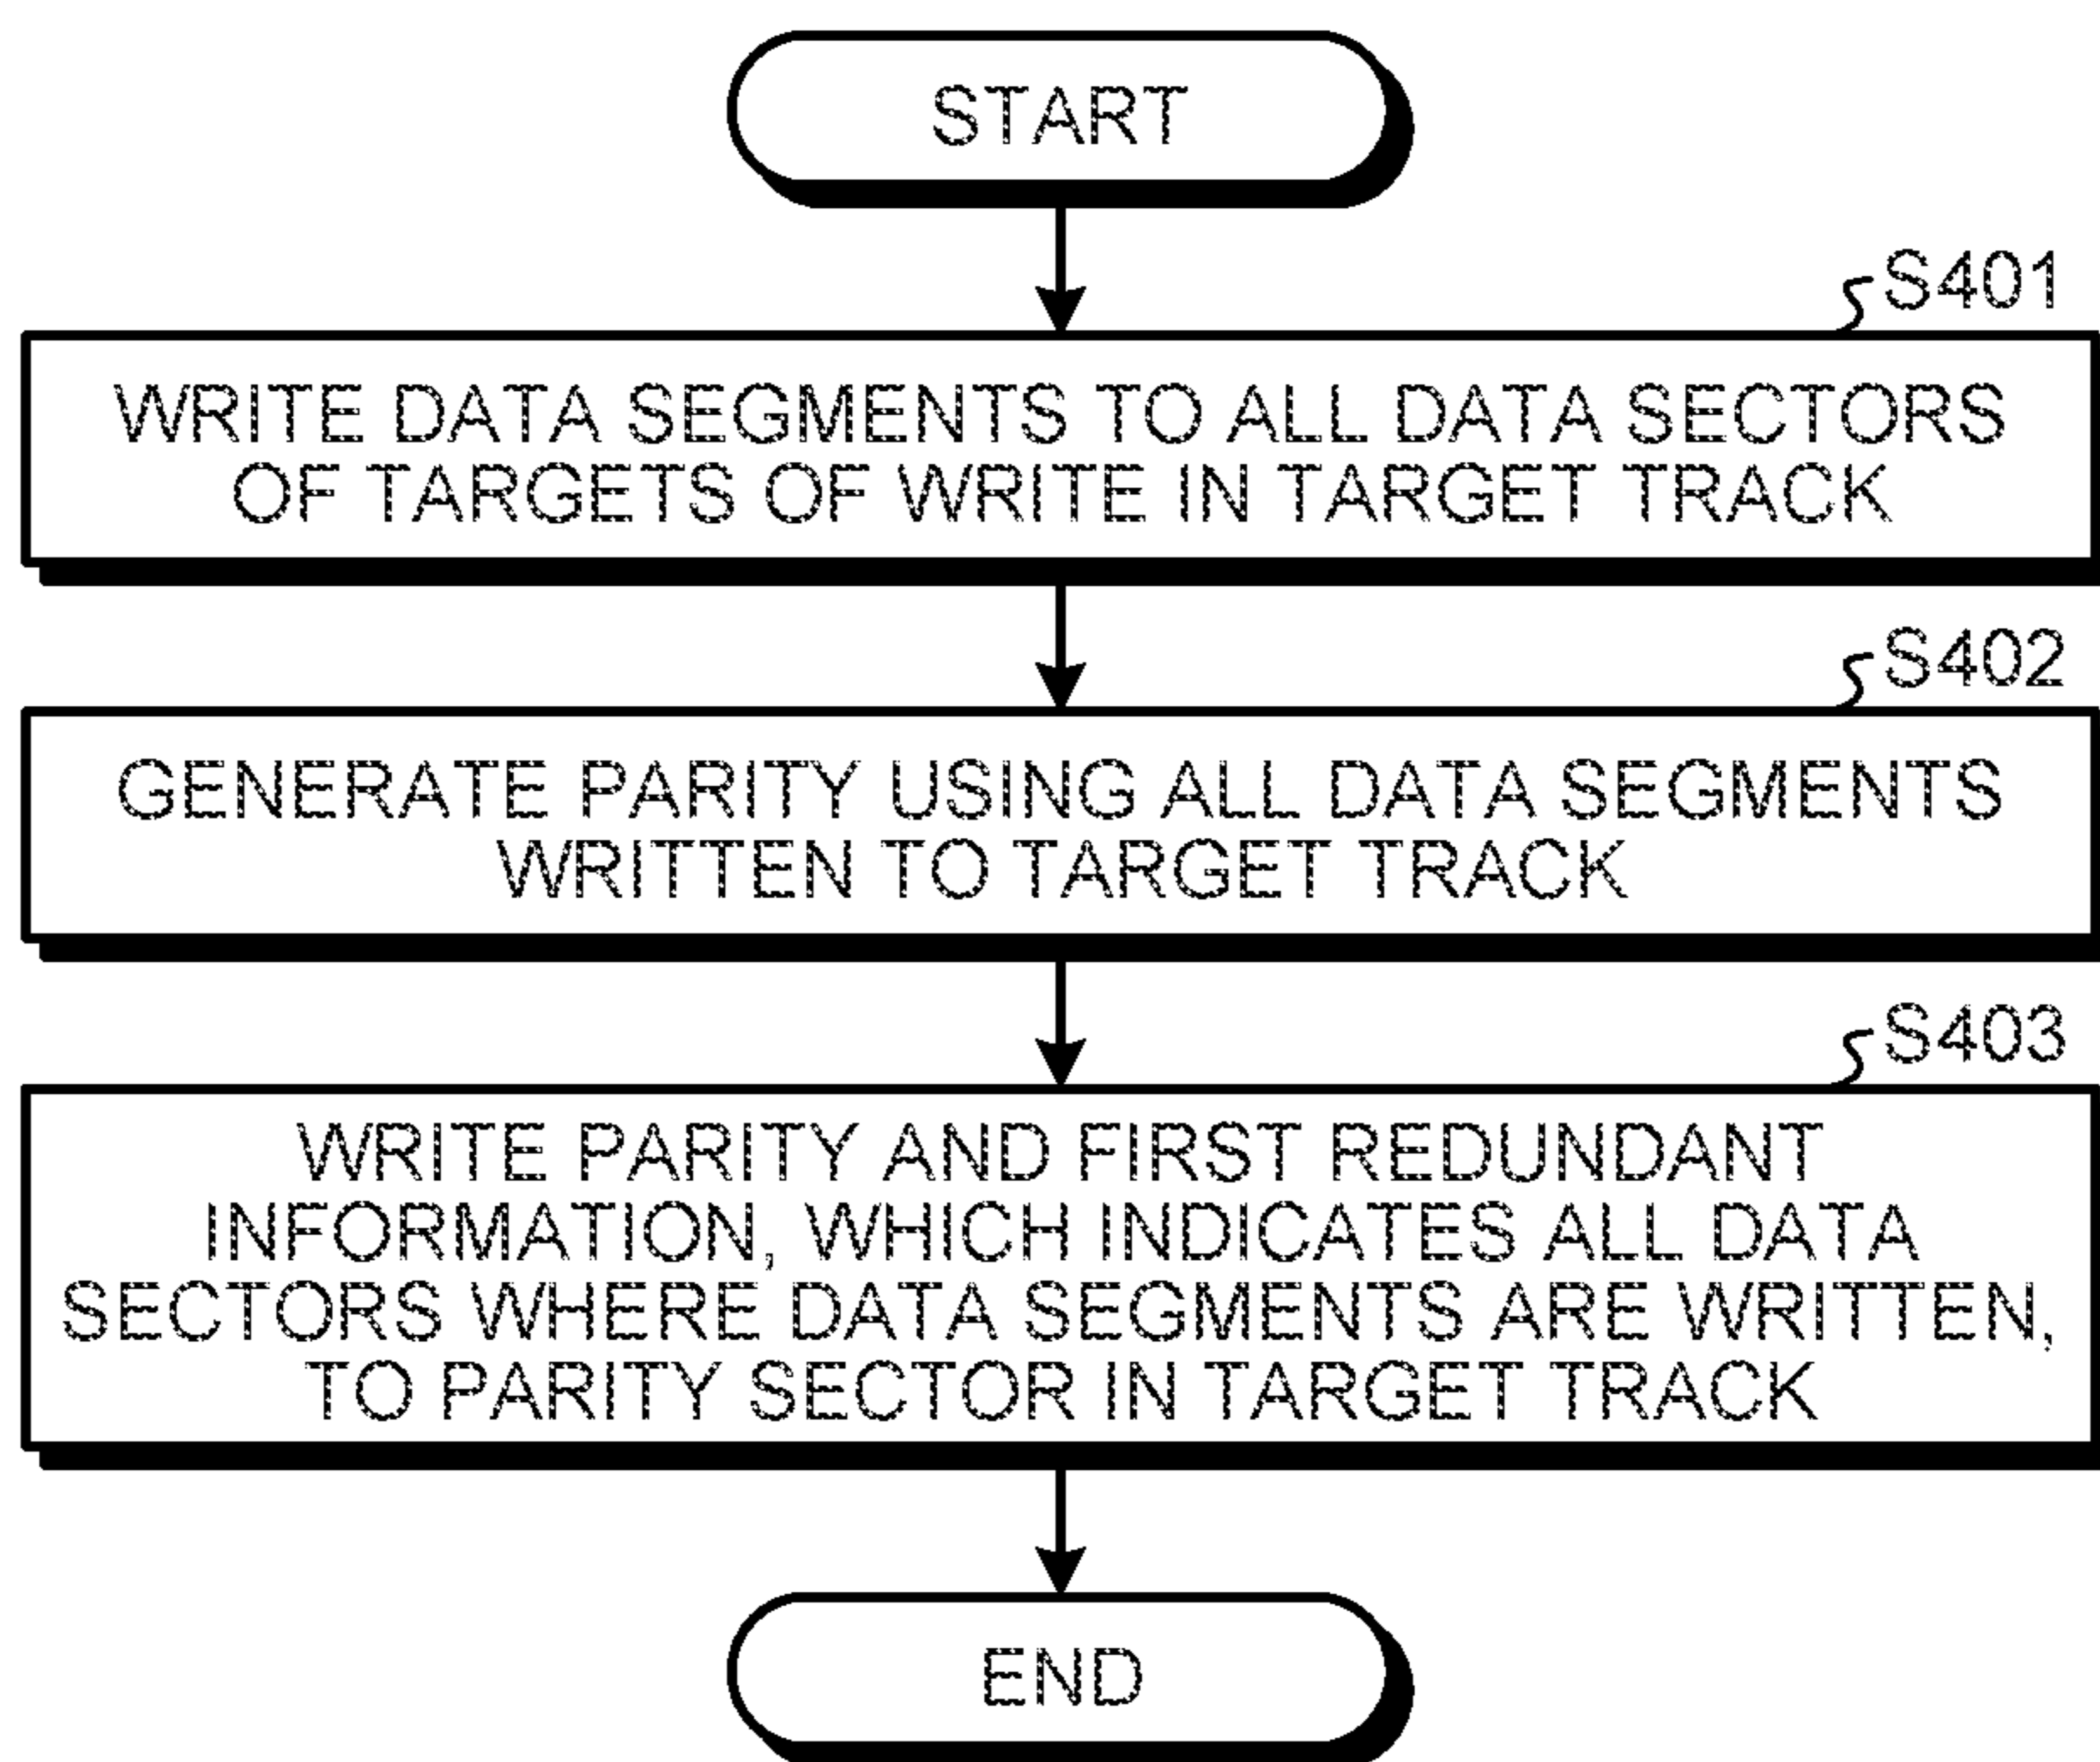 START
S401
WRITE DATA SEGMENTS TO ALL DATA SECTORS
OF TARGETS OF WRITE IN TARGET TRACK
S402
GENERATE PARITY USING ALL DATA SEGMENTS
WRITTEN TO TARGET TRACK
S403
WRITE PARITY AND FIRST REDUNDANT
INFORMATION, WHICH INDICATES ALL DATA
SECTORS WHERE DATA SEGMENTS ARE WRITTEN,
TO PARITY SECTOR IN TARGET TRACK
END